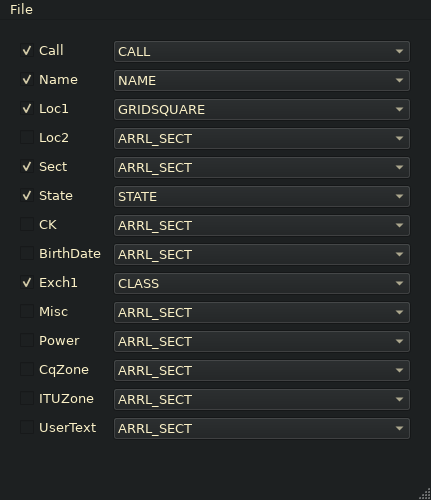 File
Call CALL
Name NAME
Loc1 GRIDSQUARE
Loc2 ARRL_SECT
Sect ARRL_SECT
State STATE
CK ARRL_SECT
BirthDate ARRL_SECT
Exch1 CLASS
Misc ARRL_SECT
Power ARRL_SECT
CqZone ARRL_SECT
ITUZone ARRL_SECT
UserText ARRL_SECT